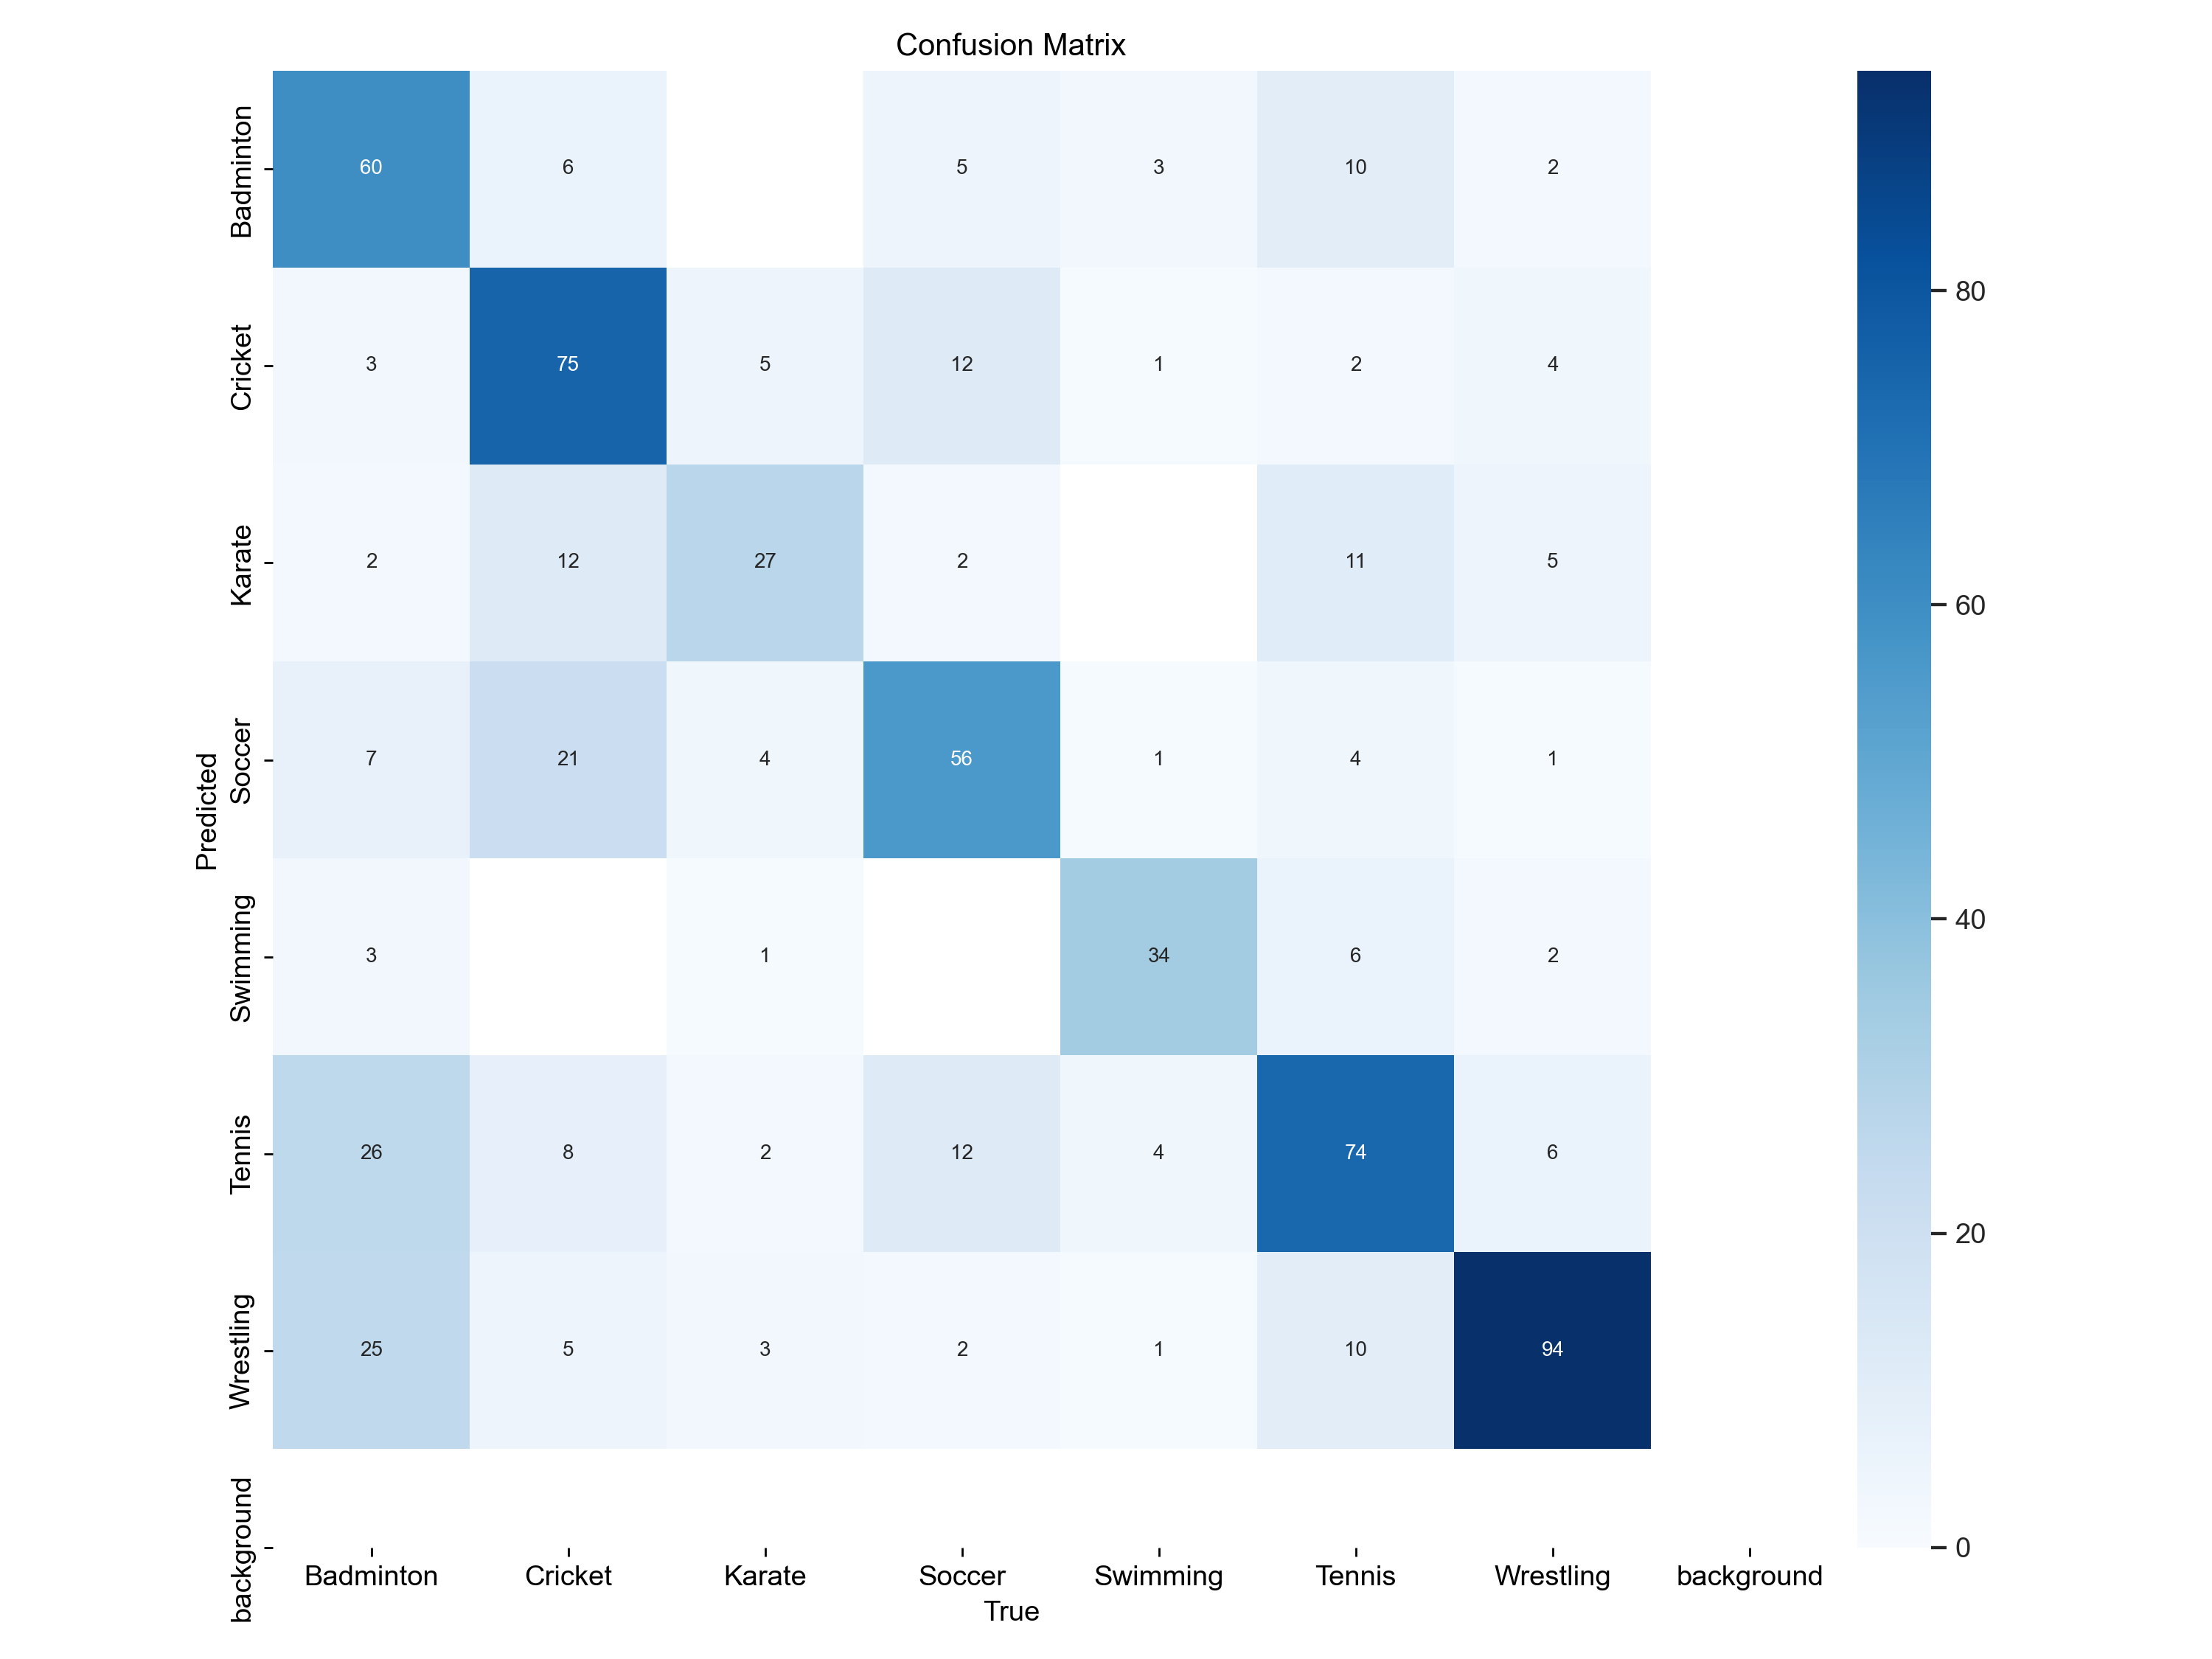 Confusion Matrix
Badminton
60 6 5 3 10 2
Cricket
3 75 5 12 1 2 4
Karate
2 12 27 2 11 5
Soccer
7 21 4 56 1 4 1
Swimming
3 1 34 6 2
Tennis
26 8 2 12 4 74 6
Wrestling
25 5 3 2 1 10 94
background
Predicted
Badminton Cricket Karate Soccer Swimming Tennis Wrestling background
True
80
60
40
20
0